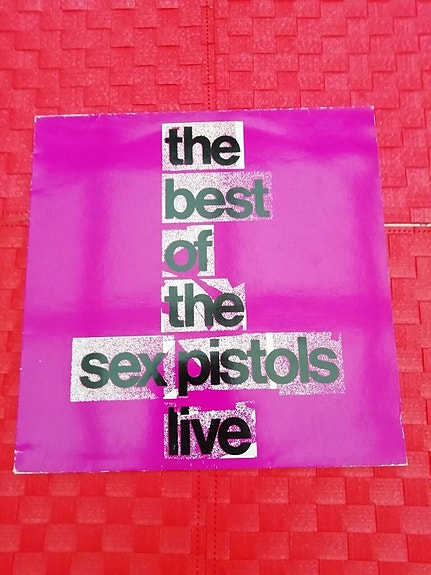 the
best
of
the
sex pistols
live